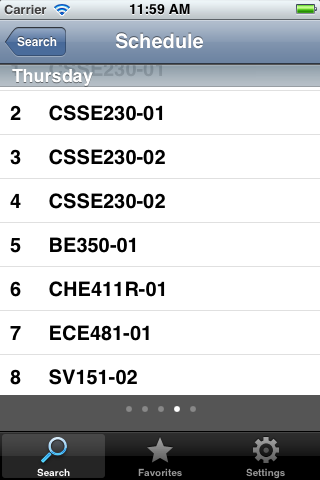 Carrier 11:59 AM
Search Schedule
Thursday
2 CSSE230-01
3 CSSE230-02
4 CSSE230-02
5 BE350-01
6 CHE411R-01
7 ECE481-01
8 SV151-02
Search Favorites Settings